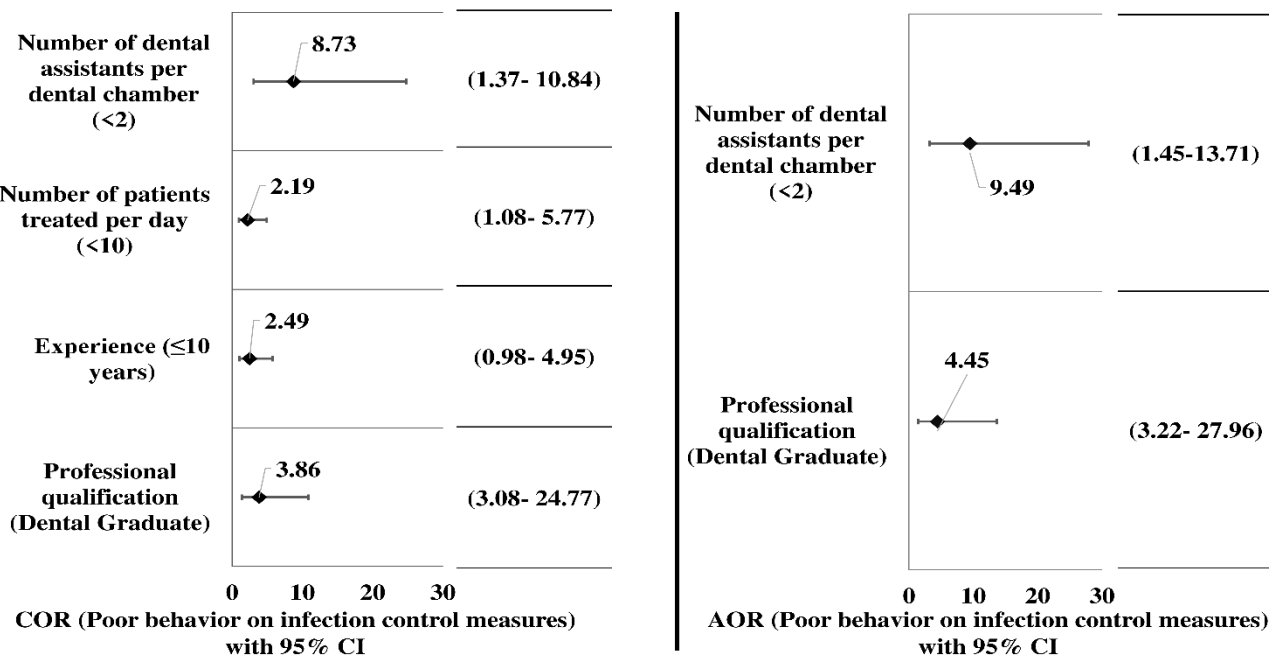 Number of dental
assistants per
dental chamber
(<2)
8.73
(1.37- 10.84)
Number of patients
treated per day
(<10)
2.19
(1.08- 5.77)
Experience (≤10
years)
2.49
(0.98- 4.95)
Professional
qualification
(Dental Graduate)
3.86
(3.08- 24.77)
0 10 20 30
COR (Poor behavior on infection control measures)
with 95% CI
Number of dental
assistants per
dental chamber
(<2)
9.49
(1.45-13.71)
Professional
qualification
(Dental Graduate)
4.45
(3.22- 27.96)
0 10 20 30
AOR (Poor behavior on infection control measures)
with 95% CI